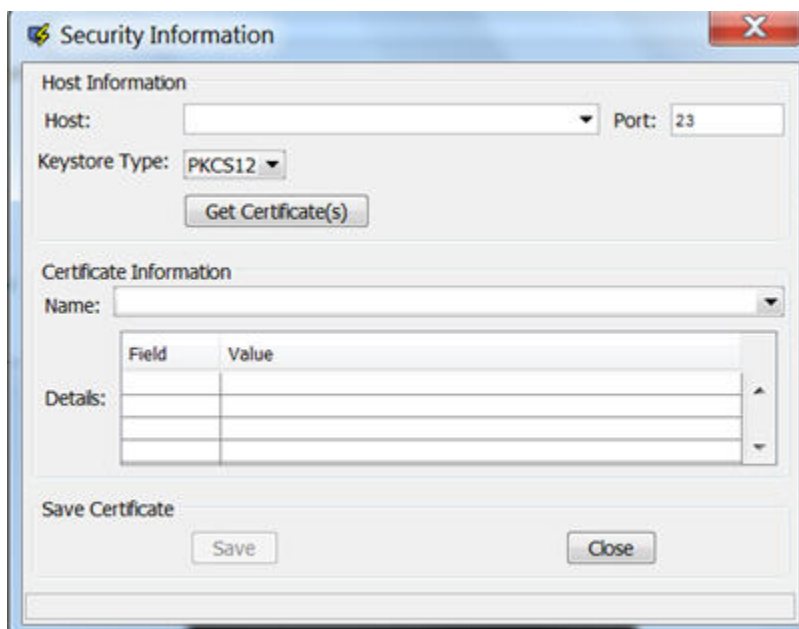 Security Information
Host Information
Host: Port: 23
Keystore Type: PKCS12
Get Certificate(s)
Certificate Information
Name:
Field Value
Details:
Save Certificate
Save Close